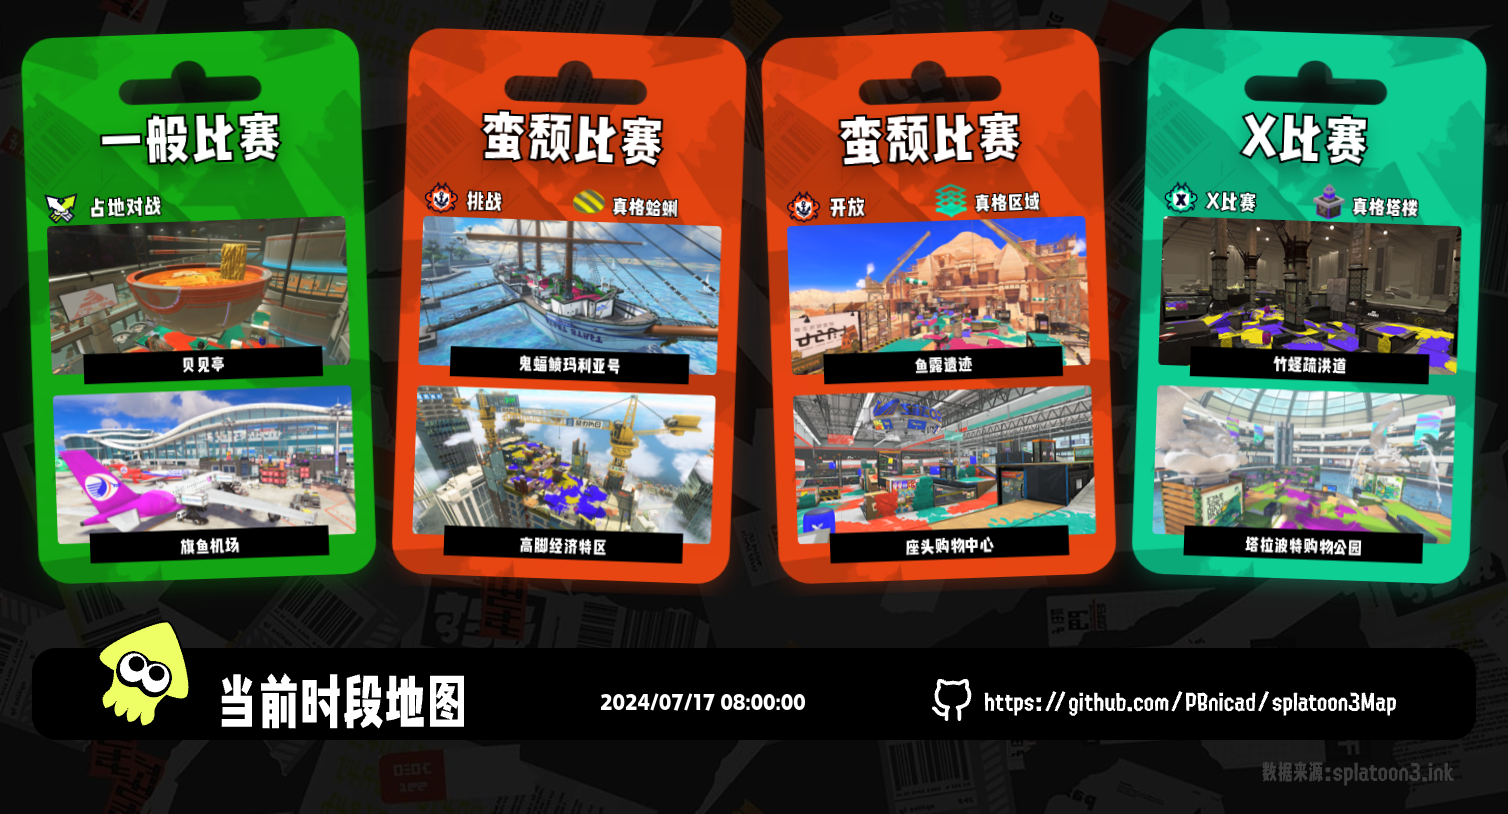 一般比赛
占地对战
贝贝亭
旗鱼机场
蛮颓比赛
挑战
真格蛤蜊
鬼蝠鲼玛利亚号
高脚经济特区
蛮颓比赛
开放
真格区域
鱼露遗迹
座头购物中心
X比赛
X比赛
真格塔楼
竹蛏疏洪道
塔拉波特购物公园
当前时段地图
2024/07/17 08:00:00
https://github.com/PBnicad/splatoon3Map
数据来源:splatoon3.ink